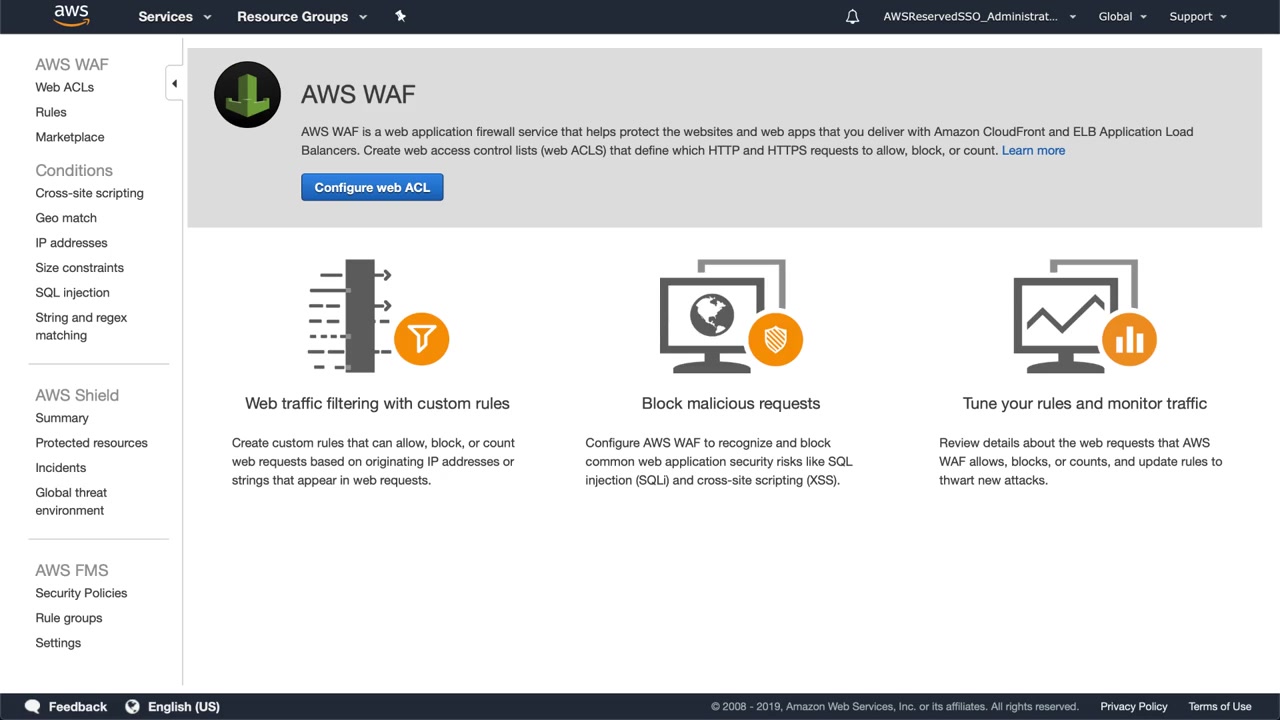 aws Services Resource Groups AWSReservedSSO_Administrat... Global Support
AWS WAF
Web ACLs
Rules
Marketplace
Conditions
Cross-site scripting
Geo match
IP addresses
Size constraints
SQL injection
String and regex
matching
AWS Shield
Summary
Protected resources
Incidents
Global threat
environment
AWS FMS
Security Policies
Rule groups
Settings
AWS WAF
AWS WAF is a web application firewall service that helps protect the websites and web apps that you deliver with Amazon CloudFront and ELB Application Load
Balancers. Create web access control lists (web ACLS) that define which HTTP and HTTPS requests to allow, block, or count. Learn more
Configure web ACL
Web traffic filtering with custom rules
Create custom rules that can allow, block, or count
web requests based on originating IP addresses or
strings that appear in web requests.
Block malicious requests
Configure AWS WAF to recognize and block
common web application security risks like SQL
injection (SQLi) and cross-site scripting (XSS).
Tune your rules and monitor traffic
Review details about the web requests that AWS
WAF allows, blocks, or counts, and update rules to
thwart new attacks.
Feedback English (US) © 2008 - 2019, Amazon Web Services, Inc. or its affiliates. All rights reserved. Privacy Policy Terms of Use